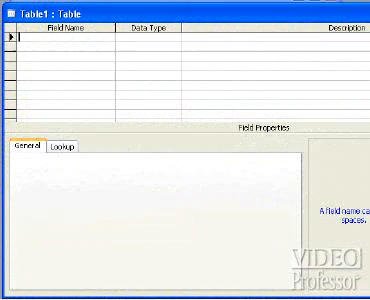 Table1 : Table
Field Name Data Type Description
Field Properties
General Lookup
A field name ca
spaces,
VIDEO
Professor